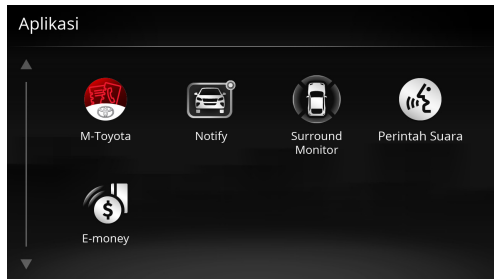 Aplikasi
M-Toyota
Notify
Surround
Monitor
Perintah Suara
$
E-money